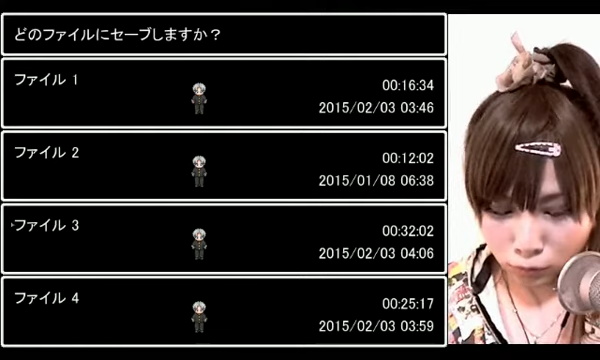 どのファイルにセーブしますか？
ファイル 1
00:16:34
2015/02/03 03:46
ファイル 2
00:12:02
2015/01/08 06:38
ファイル 3
00:32:02
2015/02/03 04:06
ファイル 4
00:25:17
2015/02/03 03:59